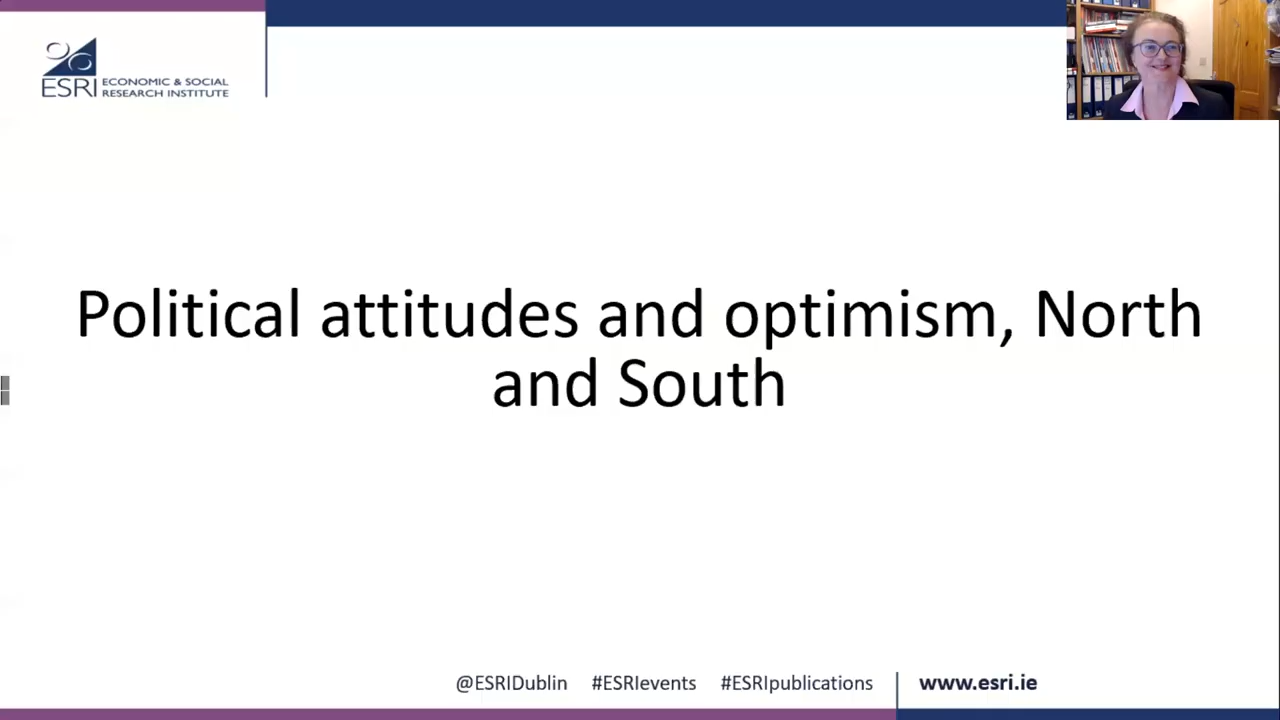 ESRI ECONOMIC & SOCIAL
RESEARCH INSTITUTE
Political attitudes and optimism, North
and South
@ESRIDublin #ESRIevents #ESRIpublications www.esri.ie